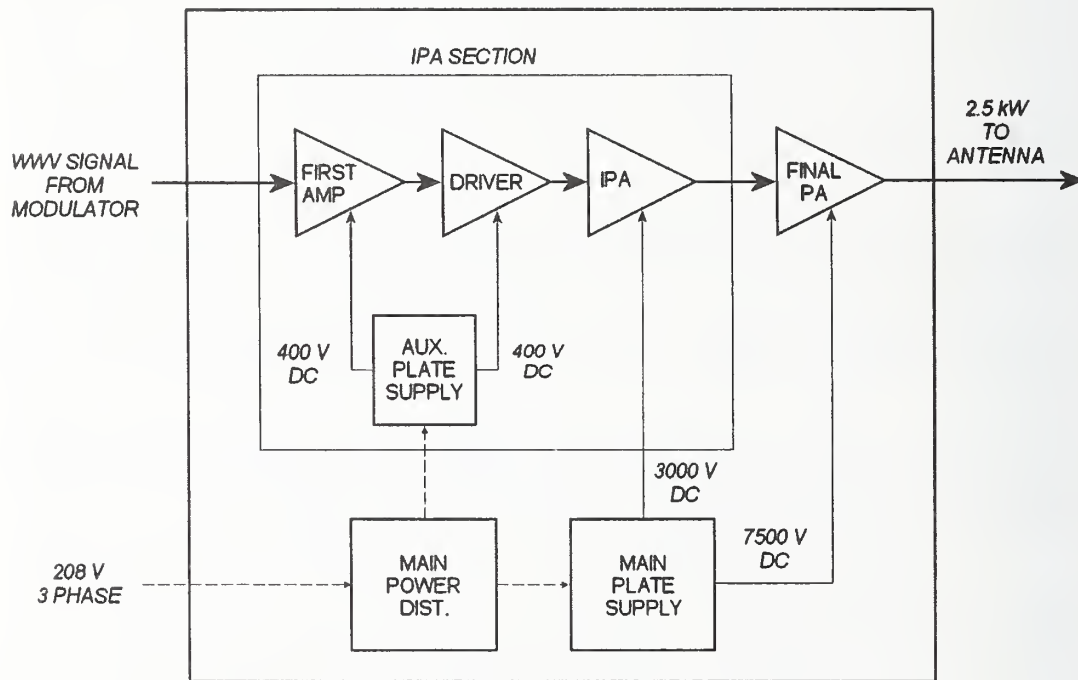 IPA SECTION
2.5 kW
TO
ANTENNA
WWV SIGNAL
FROM
MODULATOR
FIRST
AMP
DRIVER
IPA
FINAL
PA
400 V
DC
AUX.
PLATE
SUPPLY
400 V
DC
3000 V
DC
7500 V
DC
208 V
3 PHASE
MAIN
POWER
DIST.
MAIN
PLATE
SUPPLY